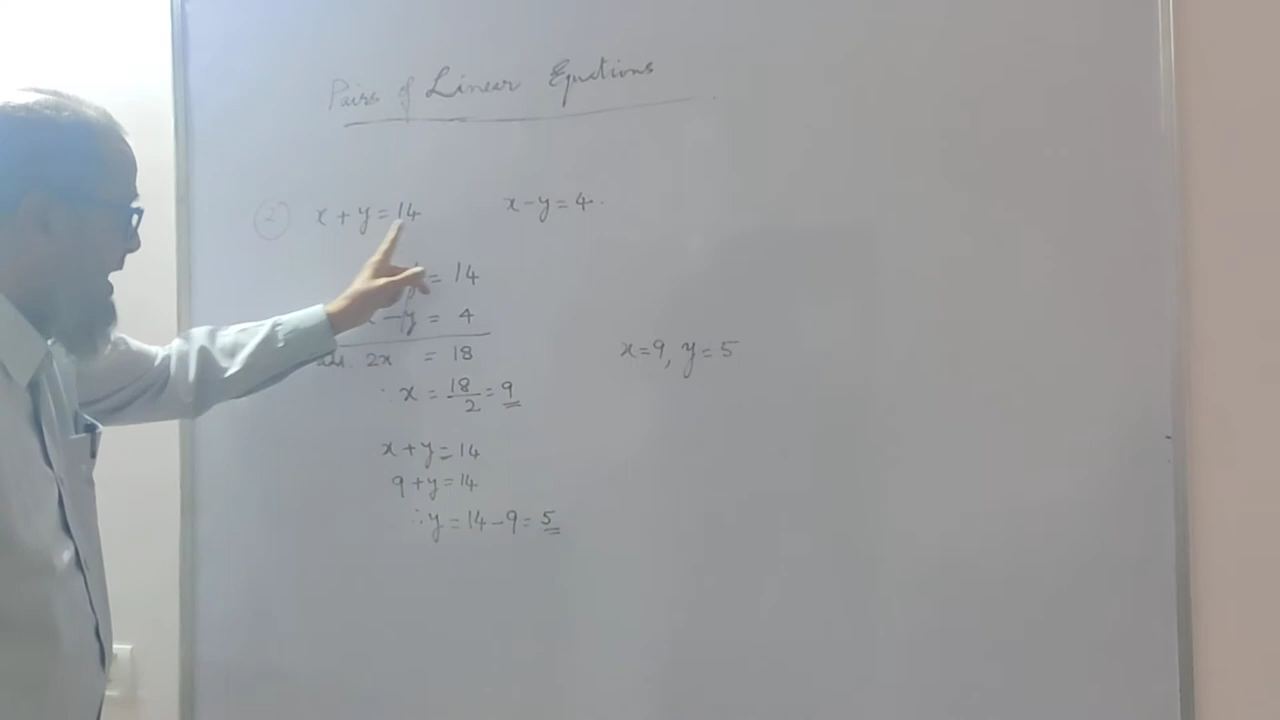 Pairs of Linear Equations
(2) x + y = 14 x - y = 4.
y = 14
x - y = 4
2x = 18
x = 9, y = 5
∴ x = 18/2 = 9
x + y = 14
9 + y = 14
∴ y = 14 - 9 = 5